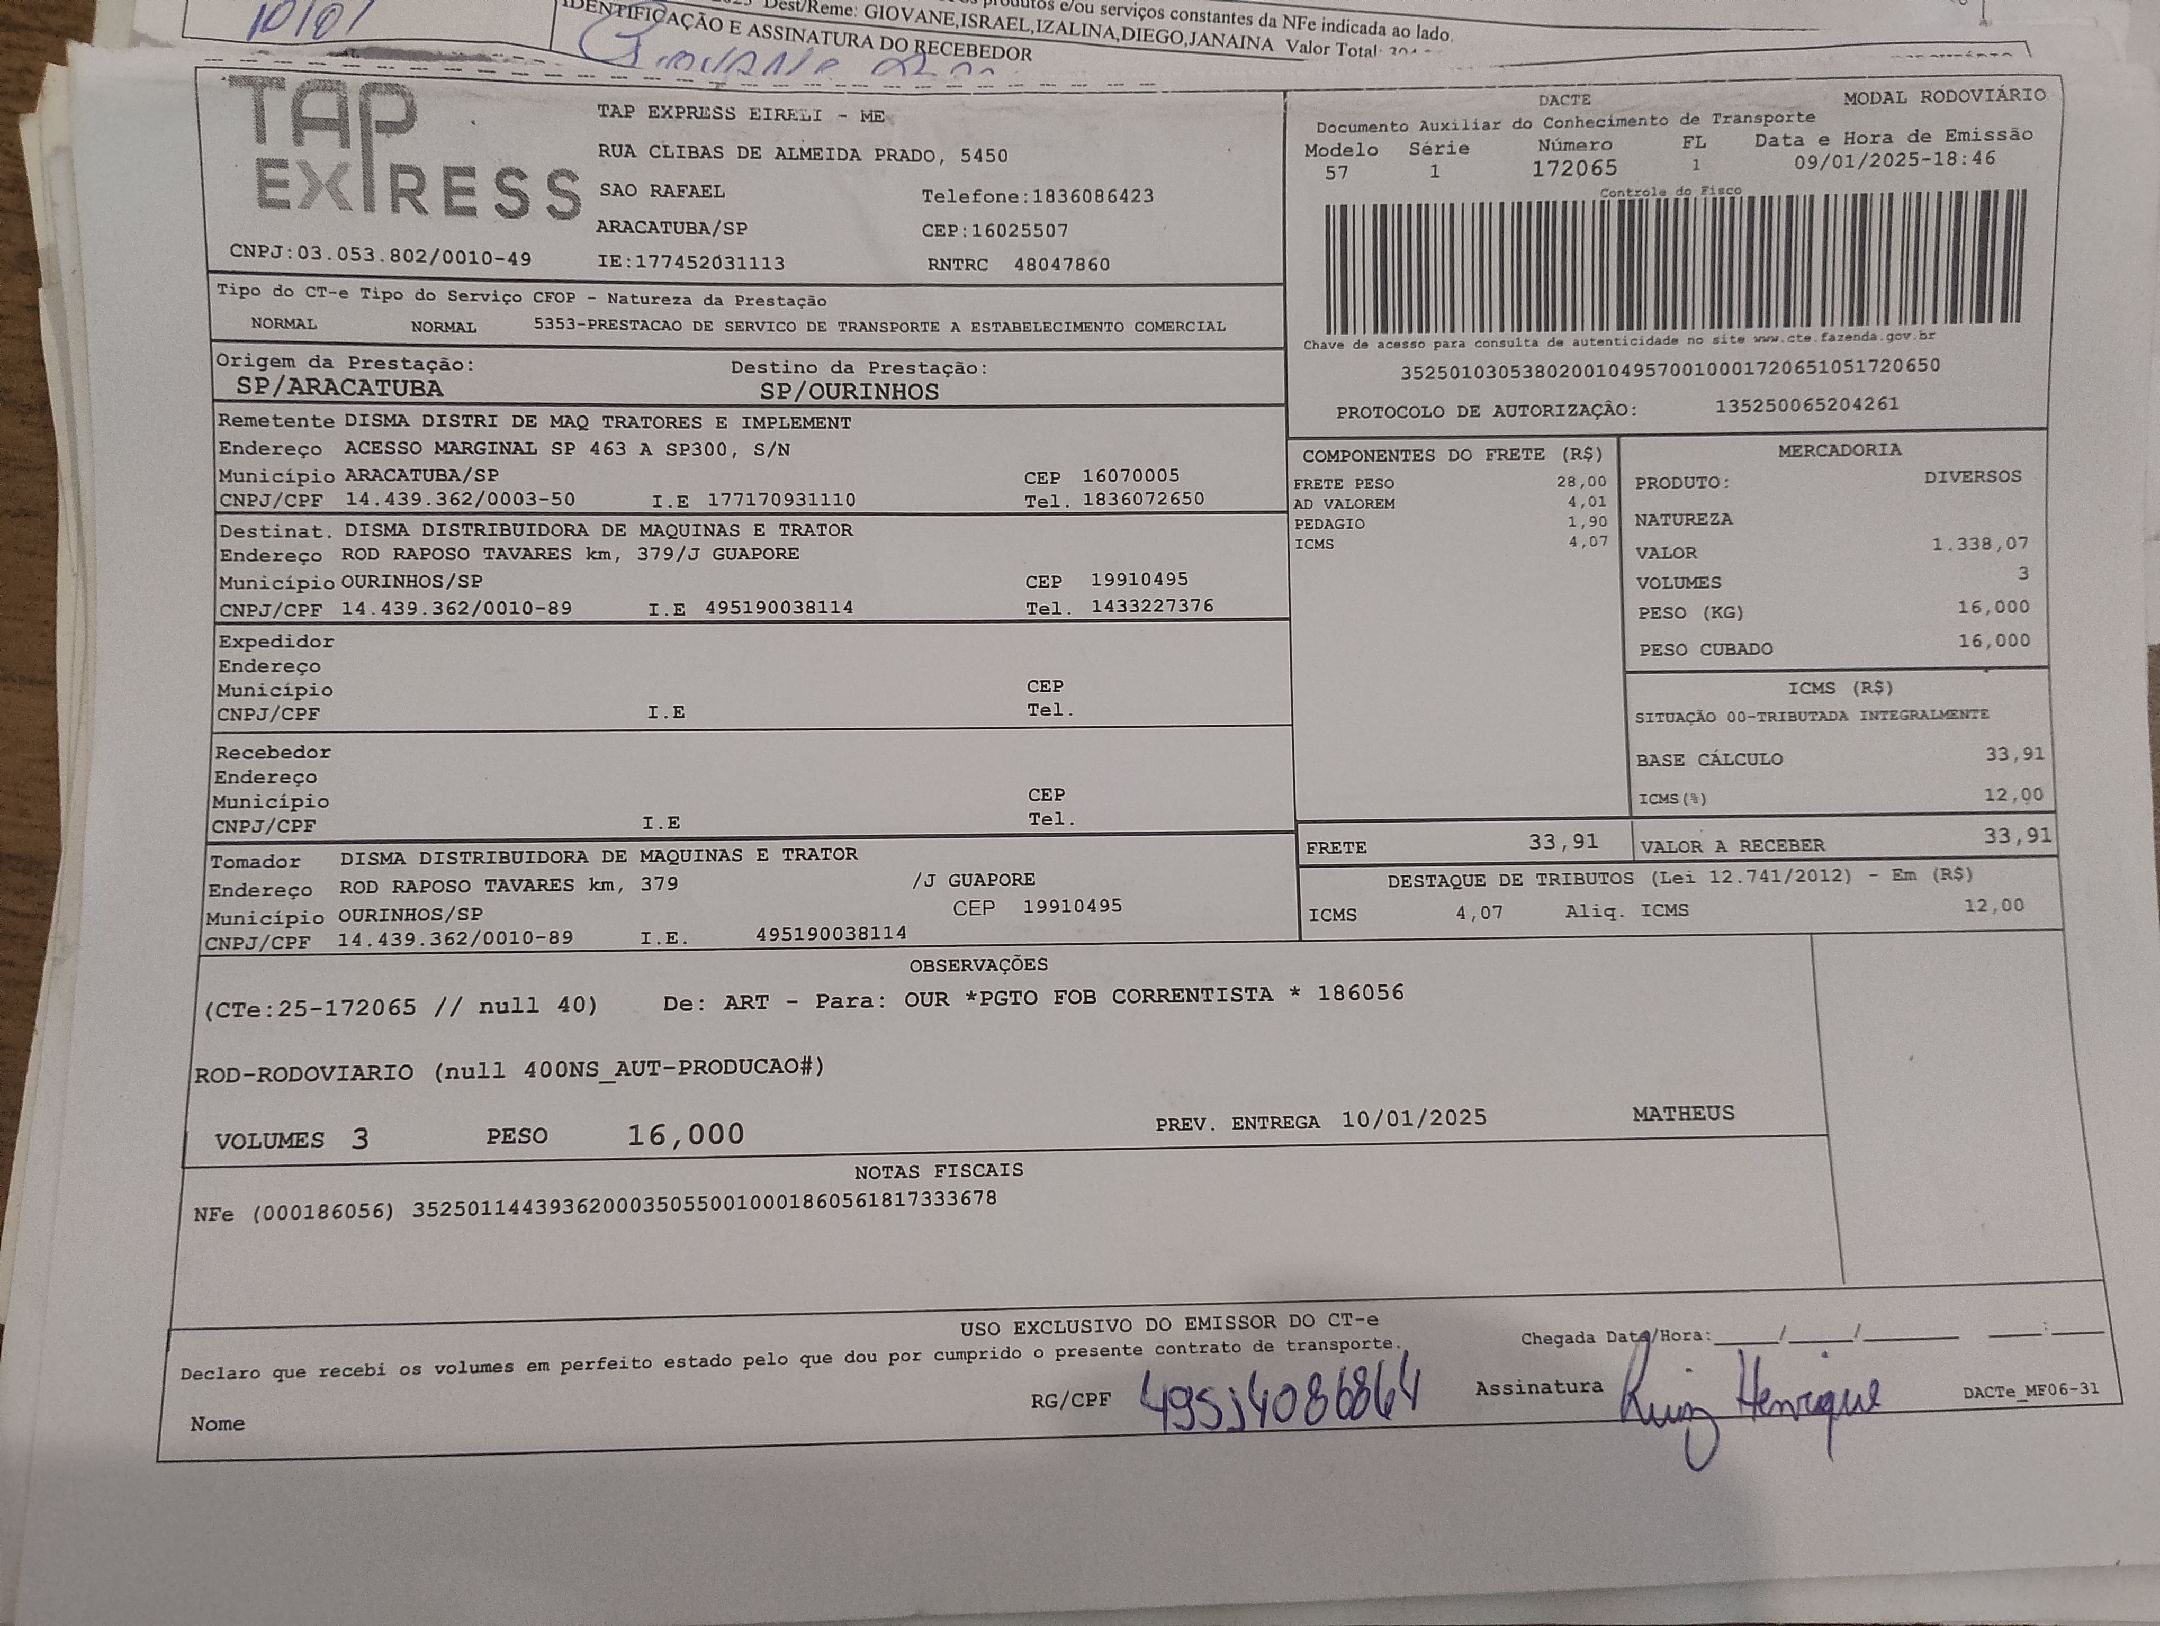 10/01
Dest/Reme: GIOVANE,ISRAEL,IZALINA,DIEGO,JANAINA Valor Total:
produtos e/ou serviços constantes da NFe indicada ao lado.
IDENTIFICAÇÃO E ASSINATURA DO RECEBEDOR
TAP EXPRESS
TAP EXPRESS EIRELI - ME
RUA CLIBAS DE ALMEIDA PRADO, 5450
SAO RAFAEL Telefone:1836086423
ARACATUBA/SP CEP:16025507
CNPJ:03.053.802/0010-49 IE:177452031113 RNTRC 48047860
DACTE MODAL RODOVIÁRIO
Documento Auxiliar do Conhecimento de Transporte
Modelo Série Número FL Data e Hora de Emissão
57 1 172065 1 09/01/2025-18:46
Controle do Fisco
Chave de acesso para consulta de autenticidade no site www.cte.fazenda.gov.br
35250103053802001049570010001720651051720650
PROTOCOLO DE AUTORIZAÇÂO: 135250065204261
Tipo do CT-e Tipo do Serviço CFOP - Natureza da Prestação
NORMAL NORMAL 5353-PRESTACAO DE SERVICO DE TRANSPORTE A ESTABELECIMENTO COMERCIAL
Origem da Prestação: Destino da Prestação:
SP/ARACATUBA SP/OURINHOS
Remetente DISMA DISTRI DE MAQ TRATORES E IMPLEMENT
Endereço ACESSO MARGINAL SP 463 A SP300, S/N
Município ARACATUBA/SP CEP 16070005
CNPJ/CPF 14.439.362/0003-50 I.E 177170931110 Tel. 1836072650
Destinat. DISMA DISTRIBUIDORA DE MAQUINAS E TRATOR
Endereço ROD RAPOSO TAVARES km, 379/J GUAPORE
Município OURINHOS/SP CEP 19910495
CNPJ/CPF 14.439.362/0010-89 I.E 495190038114 Tel. 1433227376
Expedidor
Endereço
Município CEP
CNPJ/CPF I.E Tel.
Recebedor
Endereço
Município CEP
CNPJ/CPF I.E Tel.
Tomador DISMA DISTRIBUIDORA DE MAQUINAS E TRATOR
Endereço ROD RAPOSO TAVARES km, 379 /J GUAPORE
Município OURINHOS/SP CEP 19910495
CNPJ/CPF 14.439.362/0010-89 I.E. 495190038114
COMPONENTES DO FRETE (R$)
FRETE PESO 28,00
AD VALOREM 4,01
PEDAGIO 1,90
ICMS 4,07
MERCADORIA
PRODUTO: DIVERSOS
NATUREZA
VALOR 1.338,07
VOLUMES 3
PESO (KG) 16,000
PESO CUBADO 16,000
ICMS (R$)
SITUAÇÃO 00-TRIBUTADA INTEGRALMENTE
BASE CÁLCULO 33,91
ICMS(%) 12,00
FRETE 33,91 VALOR A RECEBER 33,91
DESTAQUE DE TRIBUTOS (Lei 12.741/2012) - Em (R$)
ICMS 4,07 Aliq. ICMS 12,00
OBSERVAÇÕES
(CTe:25-172065 // null 40) De: ART - Para: OUR *PGTO FOB CORRENTISTA * 186056
ROD-RODOVIARIO (null 400NS_AUT-PRODUCAO#)
VOLUMES 3 PESO 16,000 PREV. ENTREGA 10/01/2025 MATHEUS
NOTAS FISCAIS
NFe (000186056) 35250114439362000350550010001860561817333678
USO EXCLUSIVO DO EMISSOR DO CT-e
Declaro que recebi os volumes em perfeito estado pelo que dou por cumprido o presente contrato de transporte. Chegada Data/Hora:____/____/______ ____:____
Nome RG/CPF 49514086864 Assinatura Ruiz Henrique DACTe_MF06-31